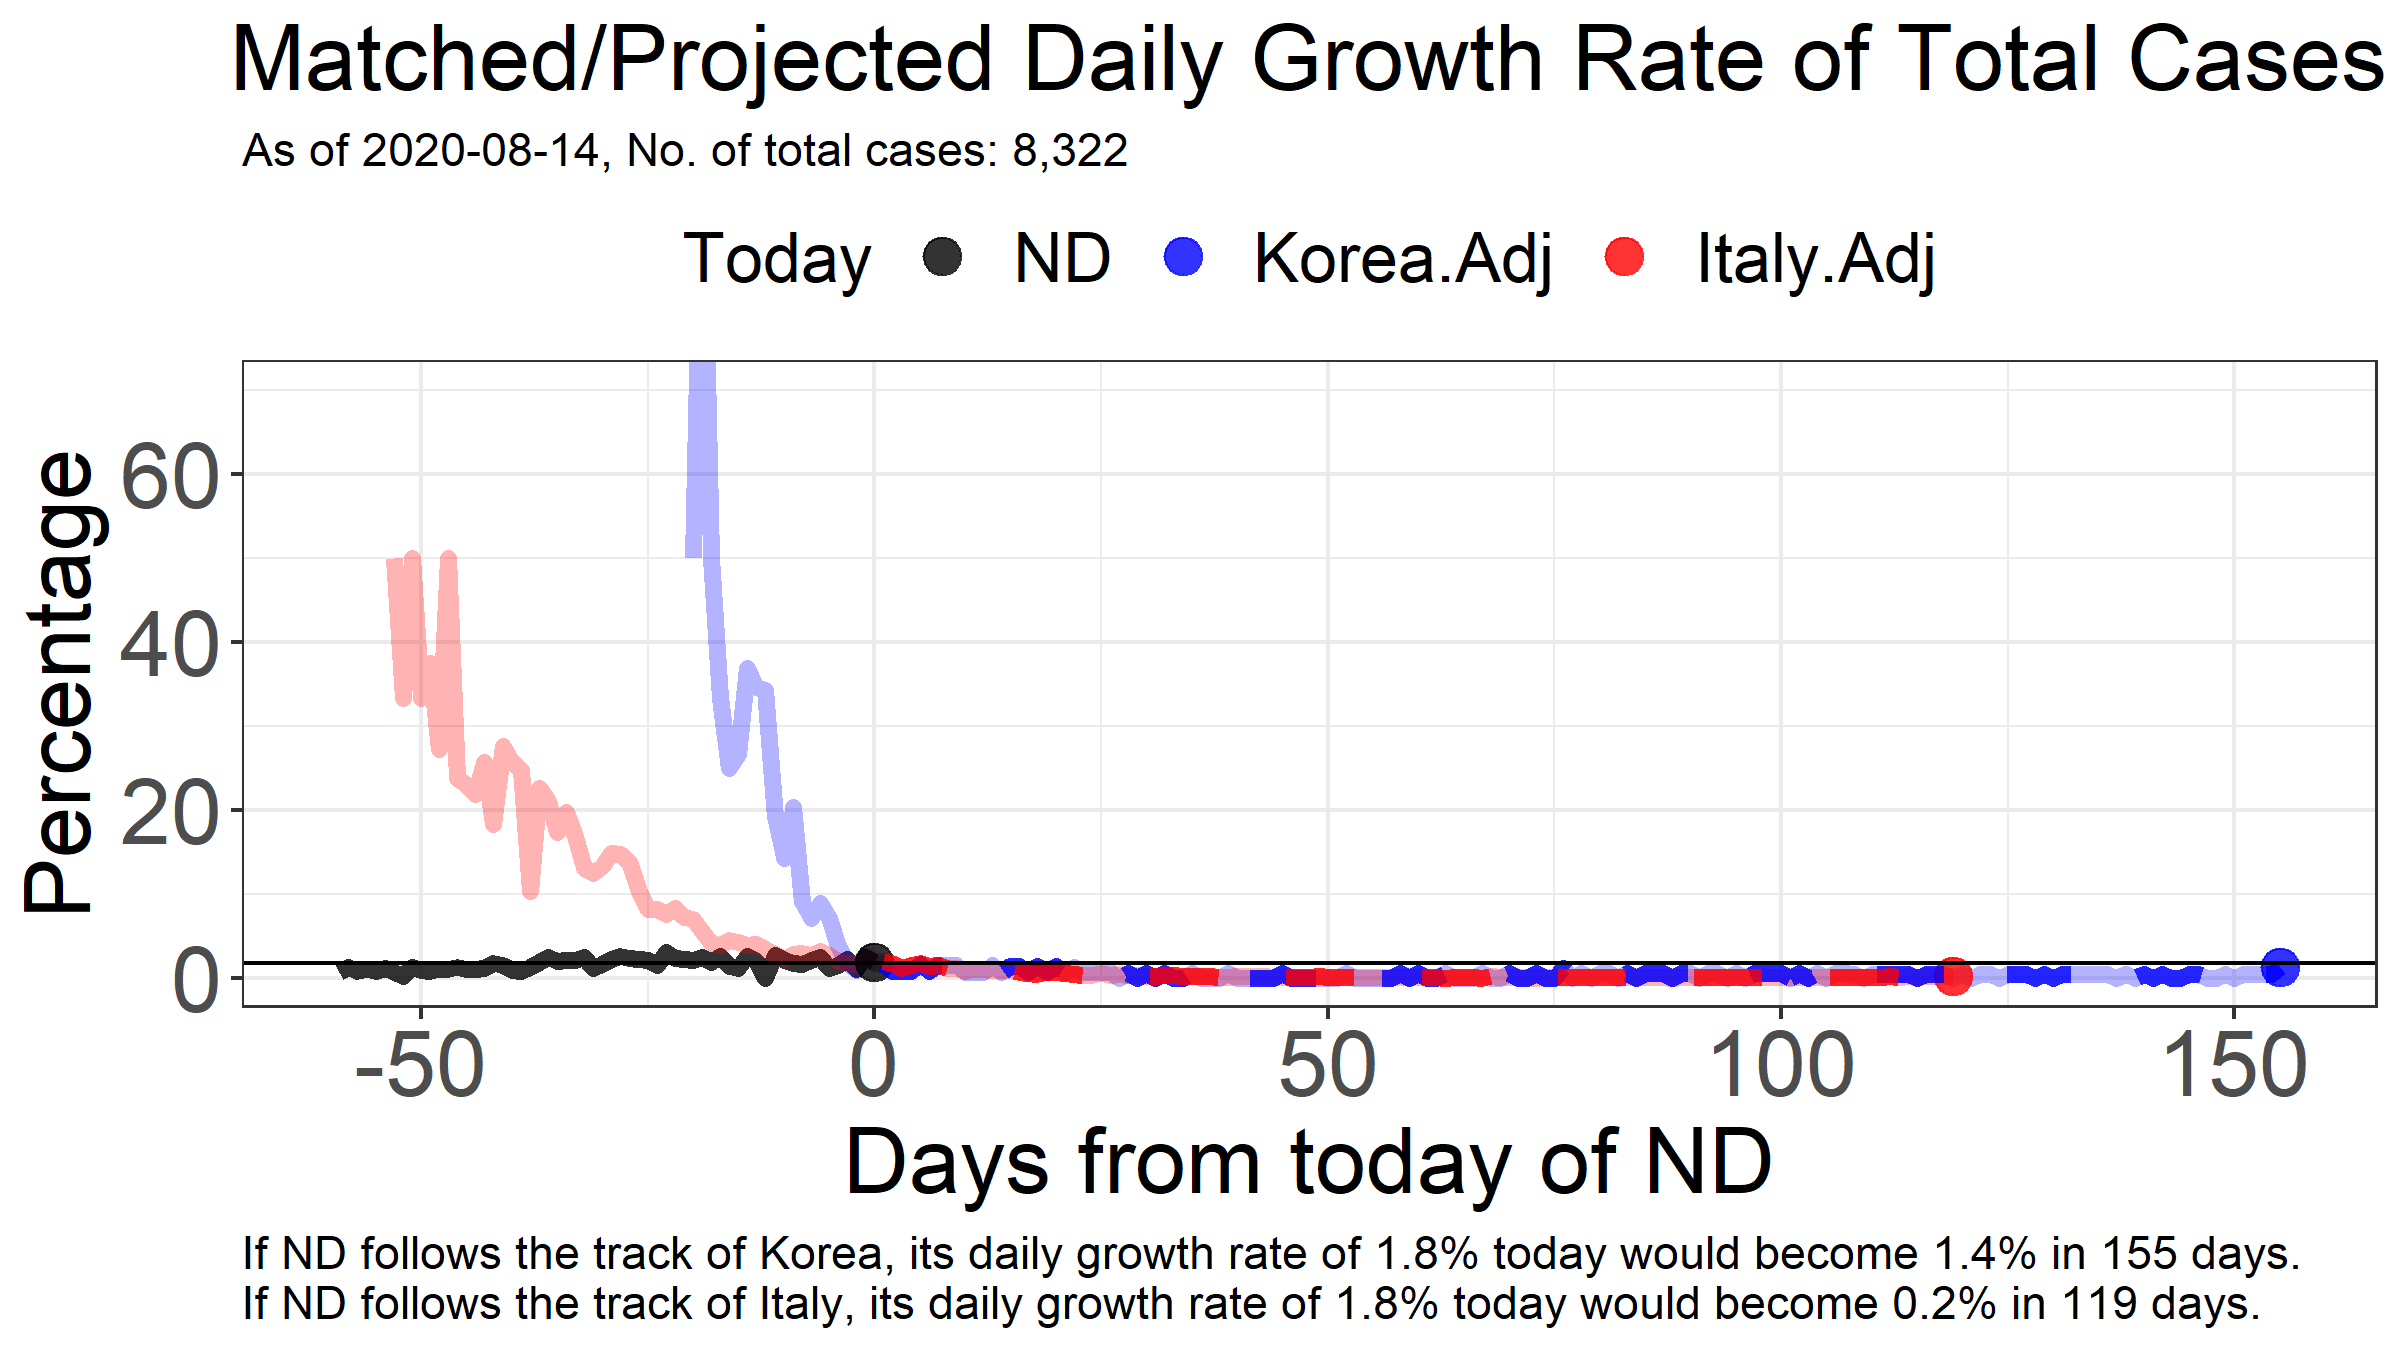 Matched/Projected Daily Growth Rate of Total Cases
As of 2020-08-14, No. of total cases: 8,322
Today ND Korea.Adj Italy.Adj
Percentage
60
40
20
0
-50 0 50 100 150
Days from today of ND
If ND follows the track of Korea, its daily growth rate of 1.8% today would become 1.4% in 155 days.
If ND follows the track of Italy, its daily growth rate of 1.8% today would become 0.2% in 119 days.